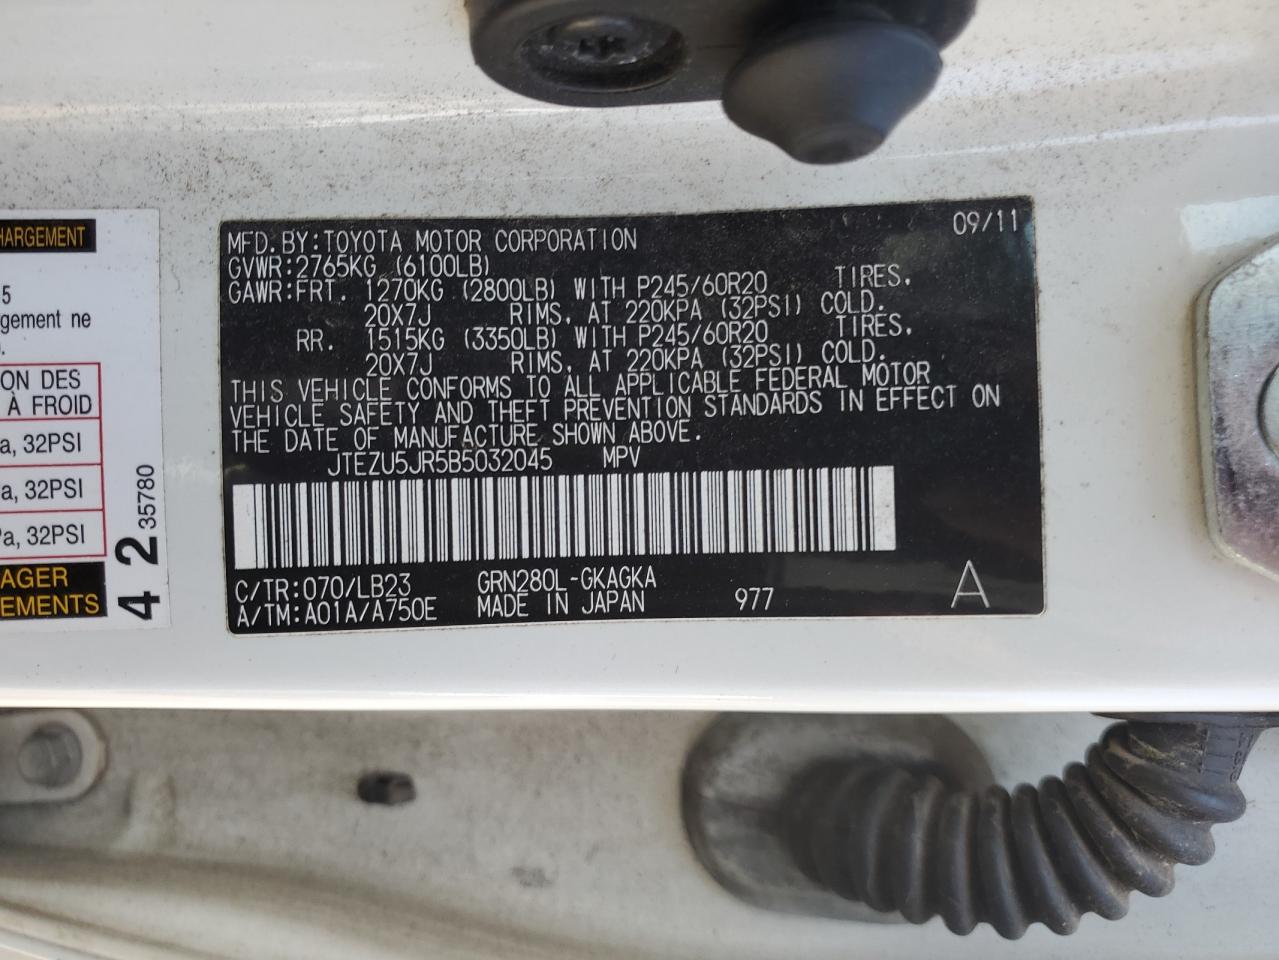 HARGEMENT
5
gement ne
ON DES
À FROID
a, 32PSI
a, 32PSI
Pa, 32PSI
AGER
EMENTS
4 2 35780
09/11
MFD.BY:TOYOTA MOTOR CORPORATION
GVWR:2765KG (6100LB)
GAWR:FRT. 1270KG (2800LB) WITH P245/60R20 TIRES,
20X7J RIMS, AT 220KPA (32PSI) COLD.
RR. 1515KG (3350LB) WITH P245/60R20 TIRES,
20X7J RIMS, AT 220KPA (32PSI) COLD.
THIS VEHICLE CONFORMS TO ALL APPLICABLE FEDERAL MOTOR
VEHICLE SAFETY AND THEFT PREVENTION STANDARDS IN EFFECT ON
THE DATE OF MANUFACTURE SHOWN ABOVE.
JTEZU5JR5B5032045 MPV
C/TR:070/LB23 GRN280L-GKAGKA
A/TM:A01A/A750E MADE IN JAPAN 977 A